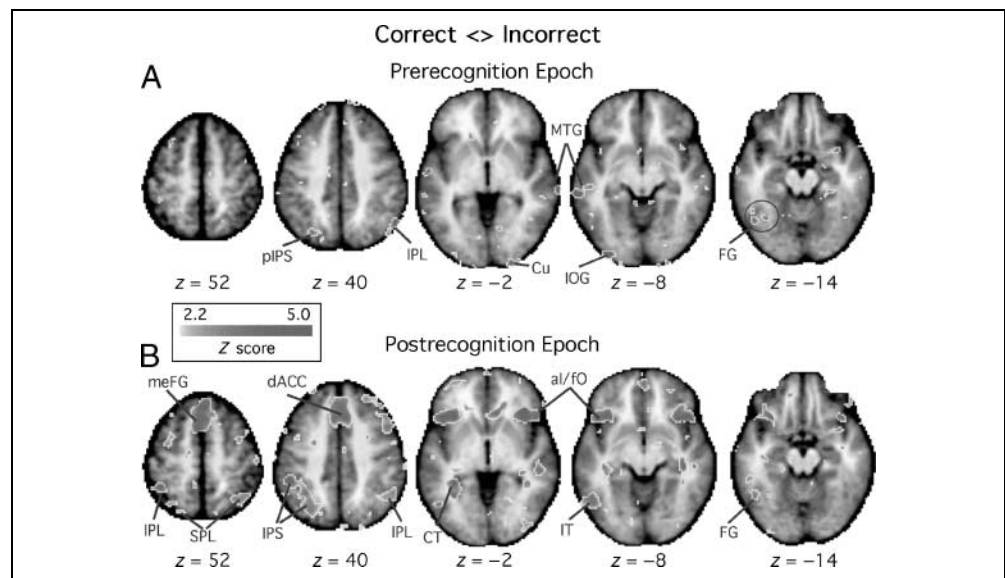 Correct <> Incorrect
A
Prerecognition Epoch
MTG
pIPS
IPL
Cu
IOG
FG
z = 52
z = 40
z = −2
z = −8
z = −14
2.2 5.0
Z score
B
Postrecognition Epoch
meFG
dACC
aI/fO
IPL
SPL
IPS
IPL
CT
IT
FG
z = 52
z = 40
z = −2
z = −8
z = −14